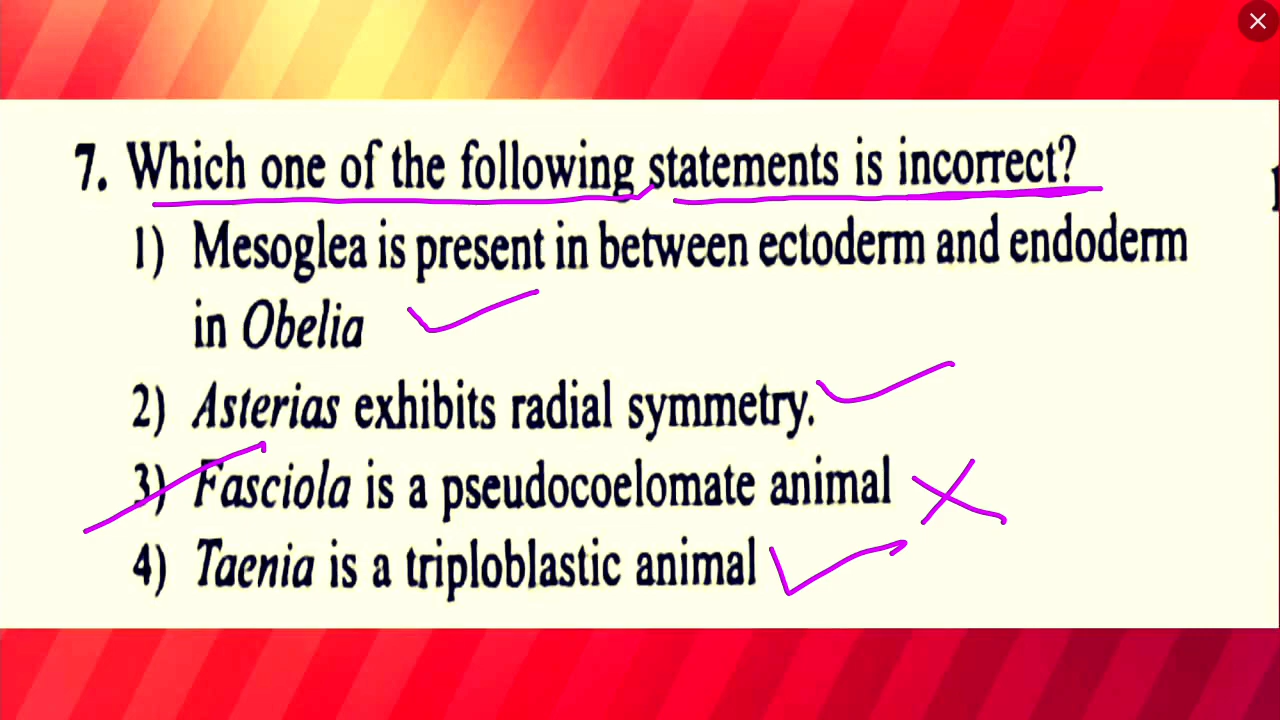 7. Which one of the following statements is incorrect?
1) Mesoglea is present in between ectoderm and endoderm
in Obelia
2) Asterias exhibits radial symmetry.
3) Fasciola is a pseudocoelomate animal
4) Taenia is a triploblastic animal